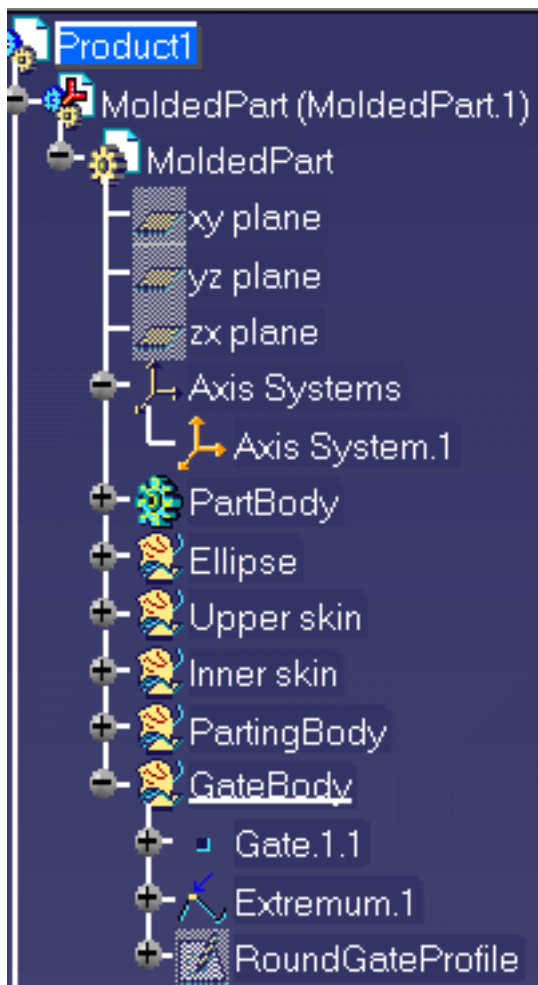 Product1
MoldedPart (MoldedPart.1)
MoldedPart
xy plane
yz plane
zx plane
Axis Systems
Axis System.1
PartBody
Ellipse
Upper skin
Inner skin
PartingBody
GateBody
Gate.1.1
Extremum.1
RoundGateProfile